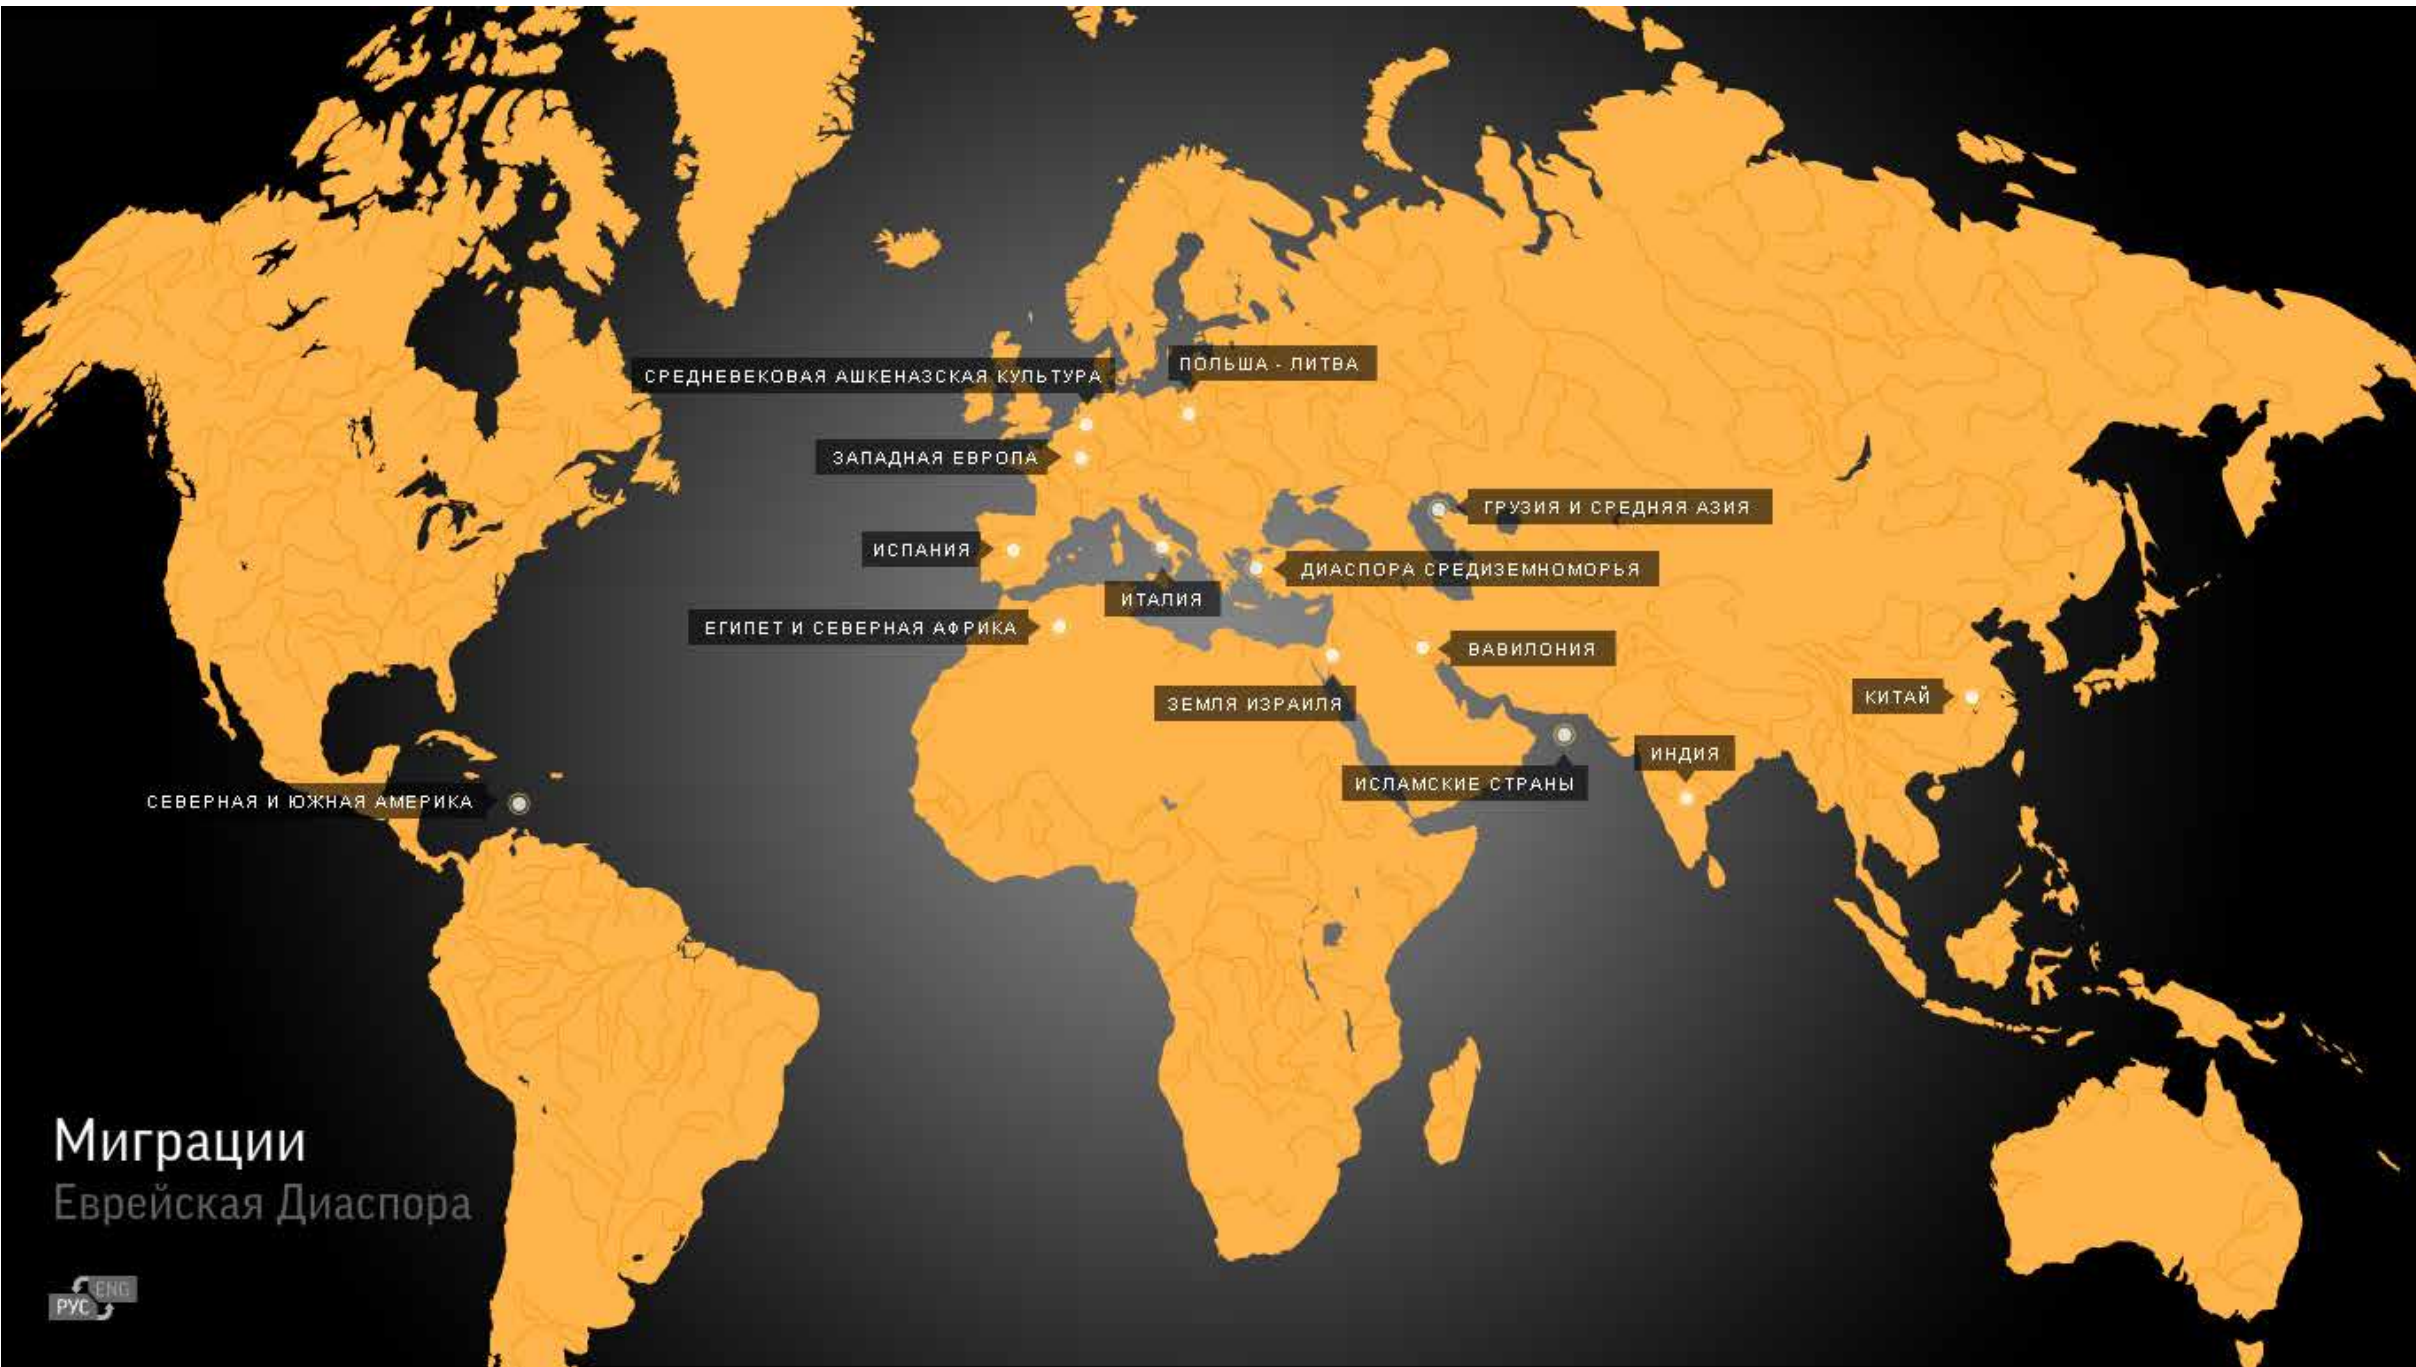 СРЕДНЕВЕКОВАЯ АШКЕНАЗСКАЯ КУЛЬТУРА
ПОЛЬША - ЛИТВА
ЗАПАДНАЯ ЕВРОПА
ГРУЗИЯ И СРЕДНЯЯ АЗИЯ
ИСПАНИЯ
ДИАСПОРА СРЕДИЗЕМНОМОРЬЯ
ИТАЛИЯ
ЕГИПЕТ И СЕВЕРНАЯ АФРИКА
ВАВИЛОНИЯ
ЗЕМЛЯ ИЗРАИЛЯ
КИТАЙ
ИНДИЯ
ИСЛАМСКИЕ СТРАНЫ
СЕВЕРНАЯ И ЮЖНАЯ АМЕРИКА
Миграции
Еврейская Диаспора
ENG
РУС